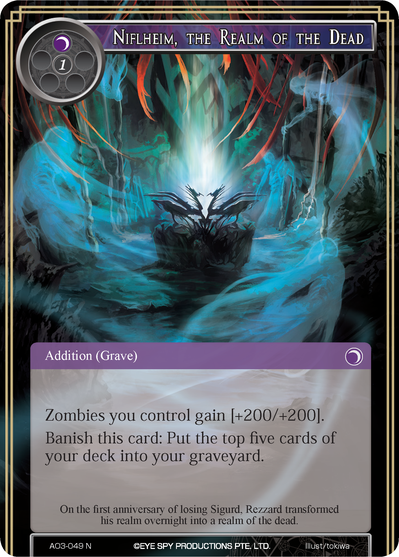 Niflheim, the Realm of the Dead
1
Addition (Grave)
Zombies you control gain [+200/+200].
Banish this card: Put the top five cards of
your deck into your graveyard.
On the first anniversary of losing Sigurd, Rezzard transformed
his realm overnight into a realm of the dead.
A03-049 N ©EYE SPY PRODUCTIONS PTE. LTD. Illust/tokiwa